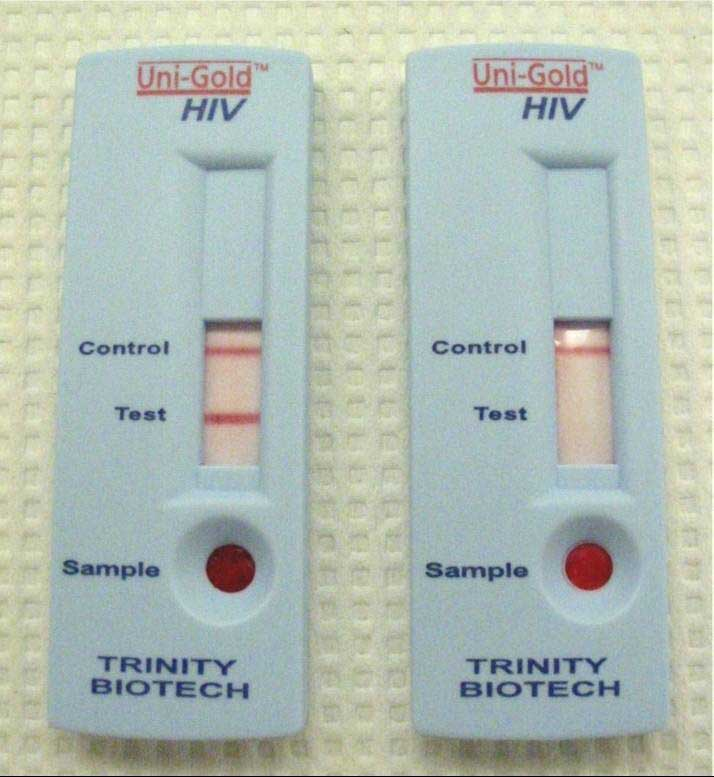 Uni-Gold™
HIV
Control
Test
Sample
TRINITY
BIOTECH
Uni-Gold™
HIV
Control
Test
Sample
TRINITY
BIOTECH